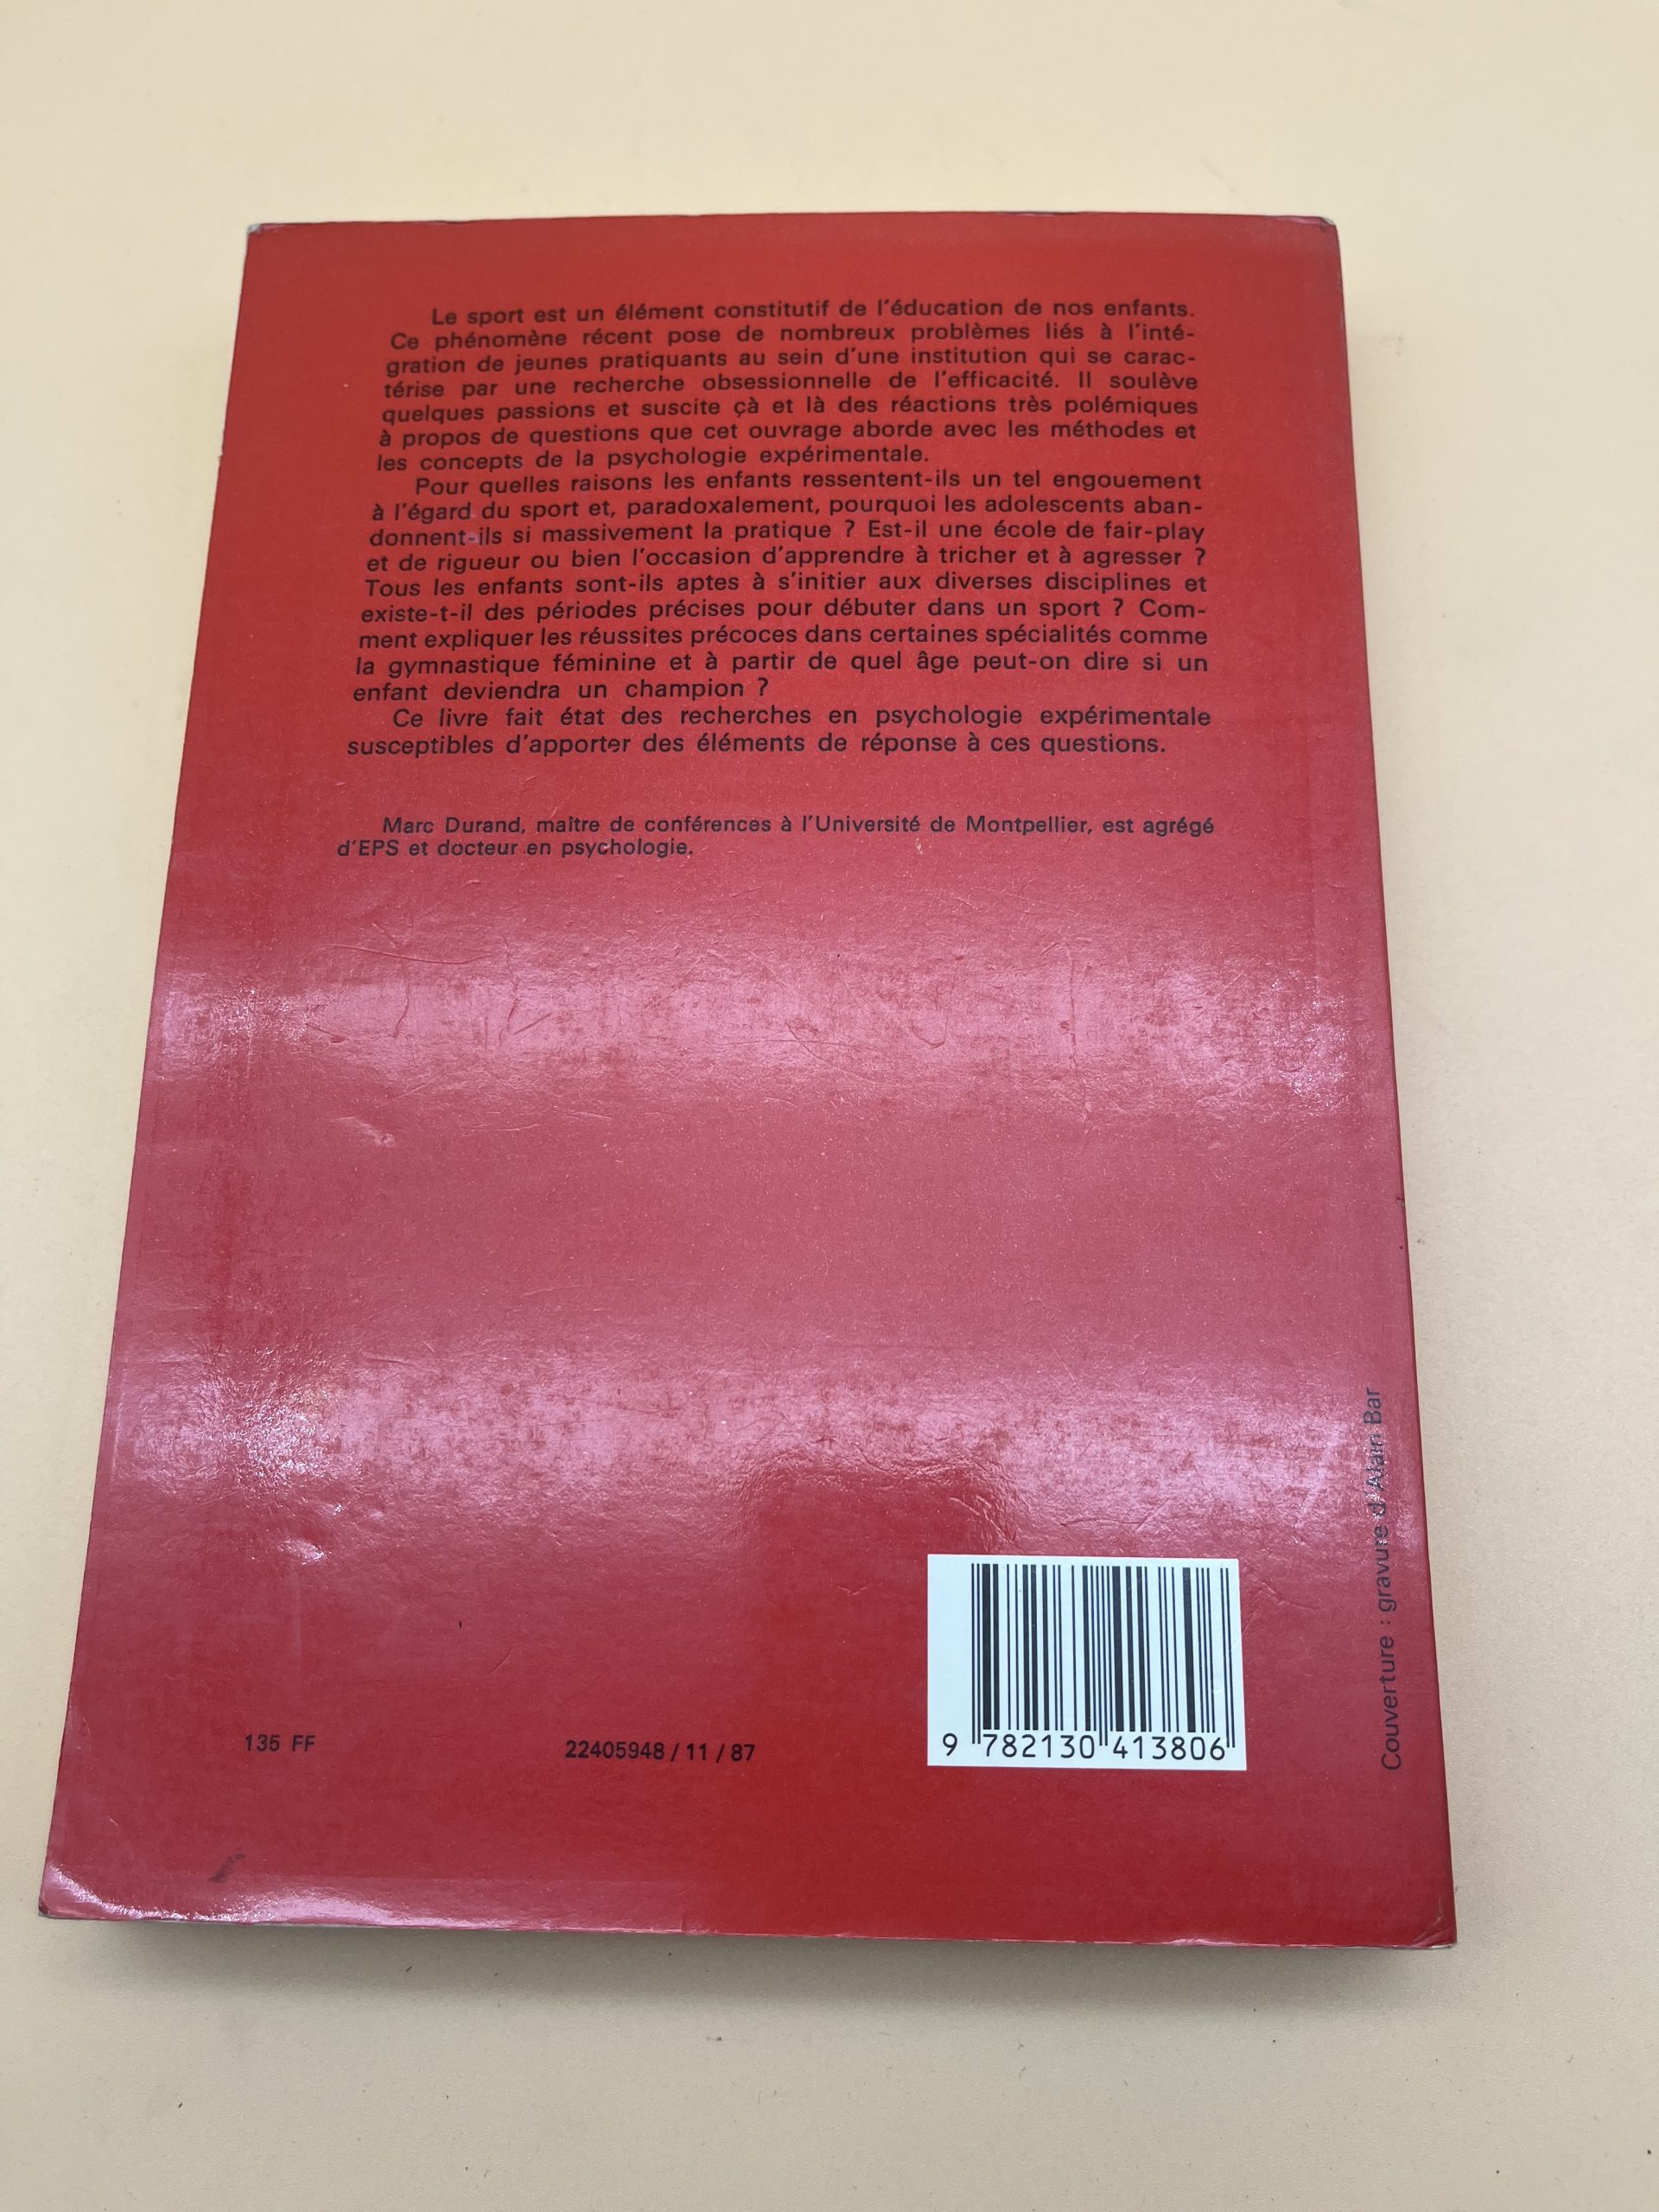 Le sport est un élément constitutif de l'éducation de nos enfants.
Ce phénomène récent pose de nombreux problèmes liés à l'inté-
gration de jeunes pratiquants au sein d'une institution qui se carac-
térise par une recherche obsessionnelle de l'efficacité. Il soulève
quelques passions et suscite çà et là des réactions très polémiques
à propos de questions que cet ouvrage aborde avec les méthodes et
les concepts de la psychologie expérimentale.
Pour quelles raisons les enfants ressentent-ils un tel engouement
à l'égard du sport et, paradoxalement, pourquoi les adolescents aban-
donnent-ils si massivement la pratique ? Est-il une école de fair-play
et de rigueur ou bien l'occasion d'apprendre à tricher et à agresser ?
Tous les enfants sont-ils aptes à s'initier aux diverses disciplines et
existe-t-il des périodes précises pour débuter dans un sport ? Com-
ment expliquer les réussites précoces dans certaines spécialités comme
la gymnastique féminine et à partir de quel âge peut-on dire si un
enfant deviendra un champion ?
Ce livre fait état des recherches en psychologie expérimentale
susceptibles d'apporter des éléments de réponse à ces questions.
Marc Durand, maître de conférences à l'Université de Montpellier, est agrégé
d'EPS et docteur en psychologie.
Couverture : gravure d'Alain Bar
135 FF
22405948 / 11 / 87
9 782130 413806